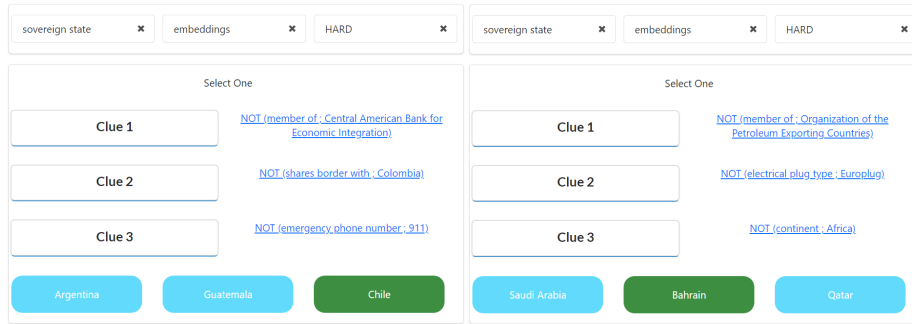 sovereign state ✖ embeddings ✖ HARD ✖
Select One
Clue 1
NOT (member of ; Central American Bank for
Economic Integration)
Clue 2
NOT (shares border with ; Colombia)
Clue 3
NOT (emergency phone number ; 911)
Argentina Guatemala Chile
sovereign state ✖ embeddings ✖ HARD ✖
Select One
Clue 1
NOT (member of ; Organization of the
Petroleum Exporting Countries)
Clue 2
NOT (electrical plug type ; Europlug)
Clue 3
NOT (continent ; Africa)
Saudi Arabia Bahrain Qatar